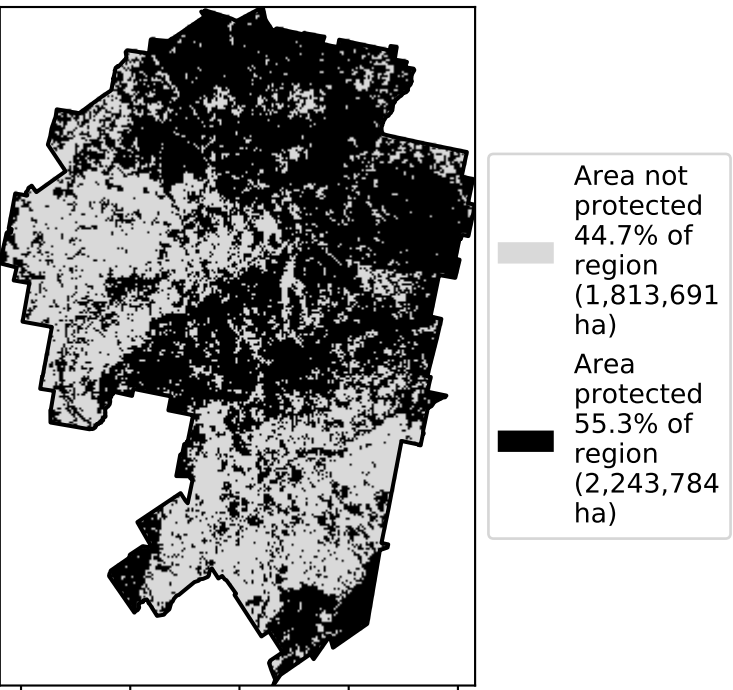 Area not
protected
44.7% of
region
(1,813,691
ha)
Area
protected
55.3% of
region
(2,243,784
ha)